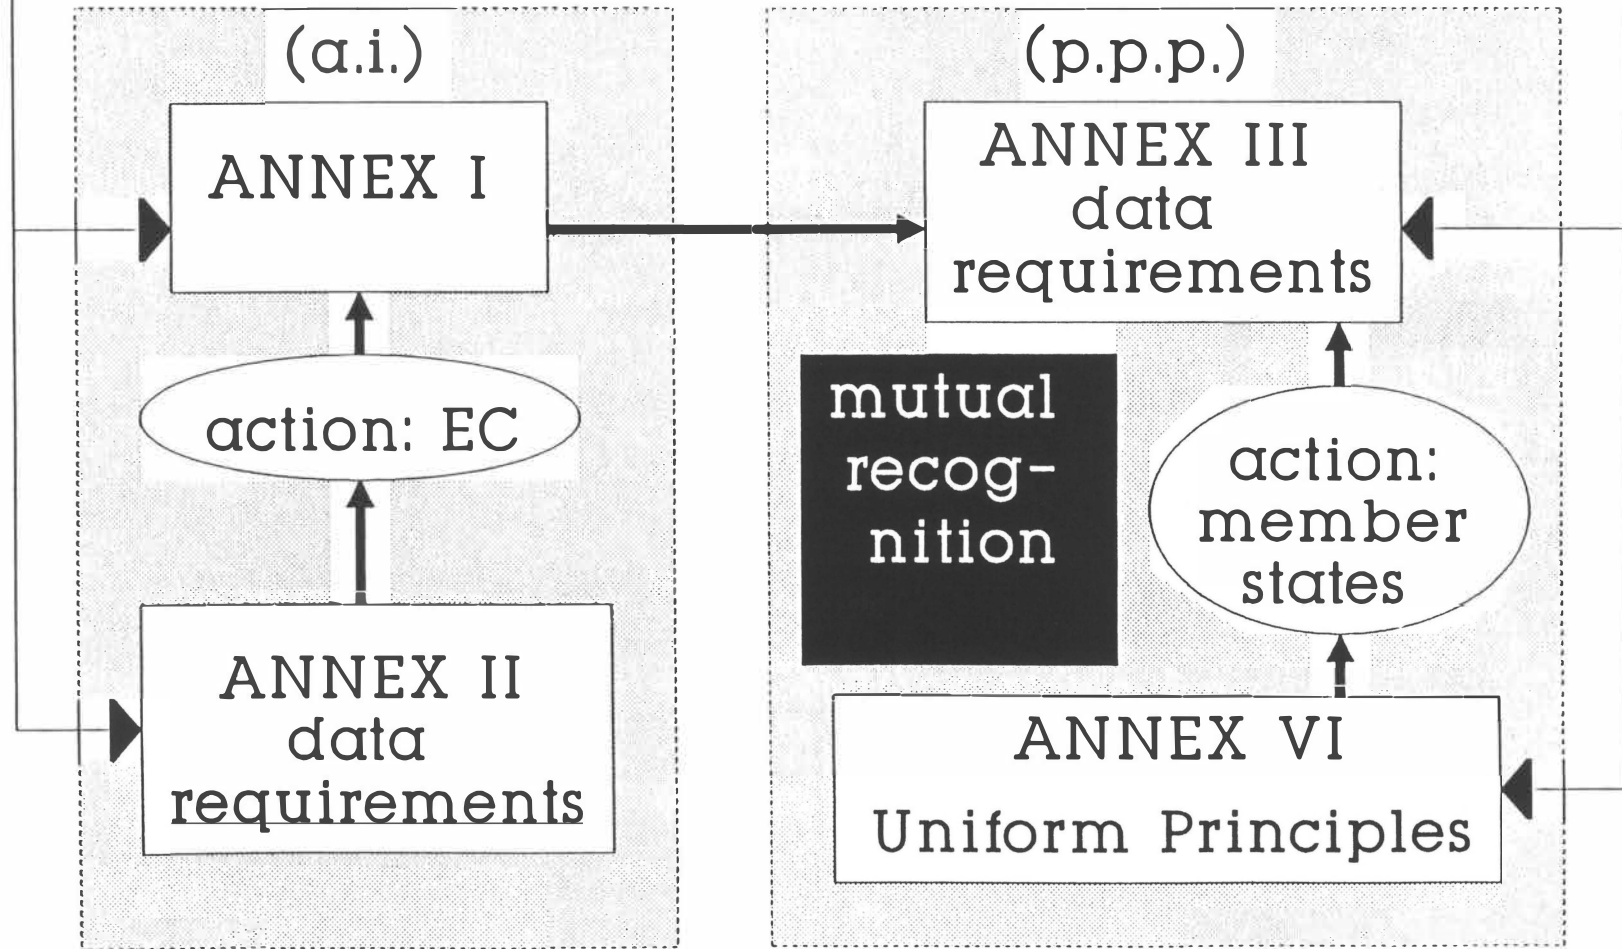 (a.i.)
ANNEX I
action: EC
ANNEX II
data
requirements
(p.p.p.)
ANNEX III
data
requirements
mutual
recog-
nition
action:
member
states
ANNEX VI
Uniform Principles